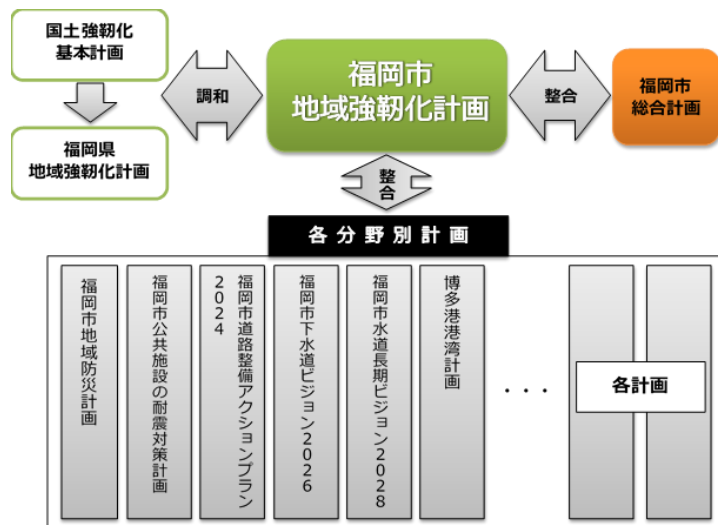 国土強靭化
基本計画
調和
福岡市
地域強靭化計画
整合
福岡市
総合計画
福岡県
地域強靭化計画
整合
各分野別計画
福岡市地域防災計画
福岡市公共施設の耐震対策計画
福岡市道路整備アクションプラン
2024
福岡市下水道ビジョン2026
福岡市水道長期ビジョン2028
博多港港湾計画
・・・
各計画